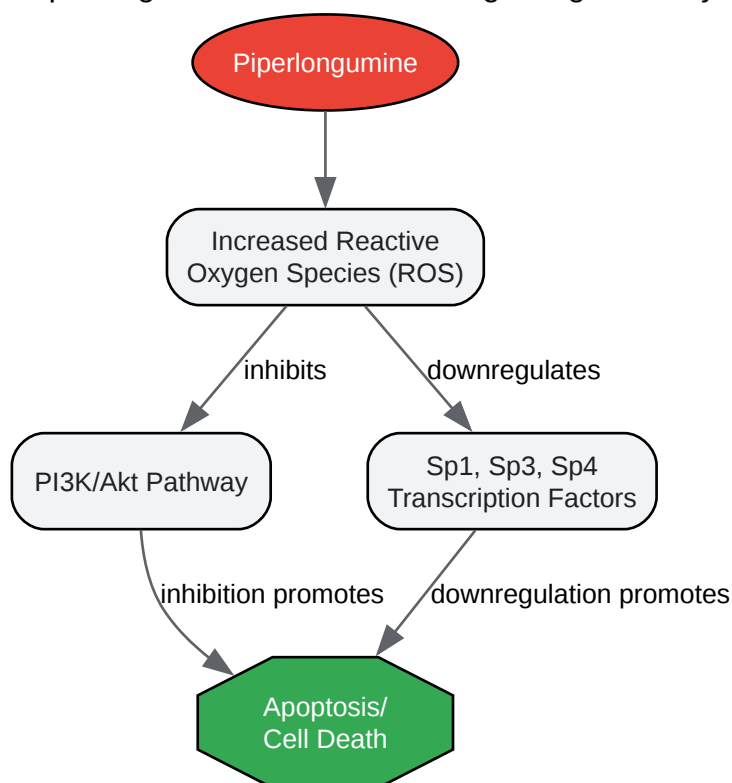 Piperlongumine
Increased Reactive
Oxygen Species (ROS)
inhibits
downregulates
PI3K/Akt Pathway
Sp1, Sp3, Sp4
Transcription Factors
inhibition promotes
downregulation promotes
Apoptosis/
Cell Death